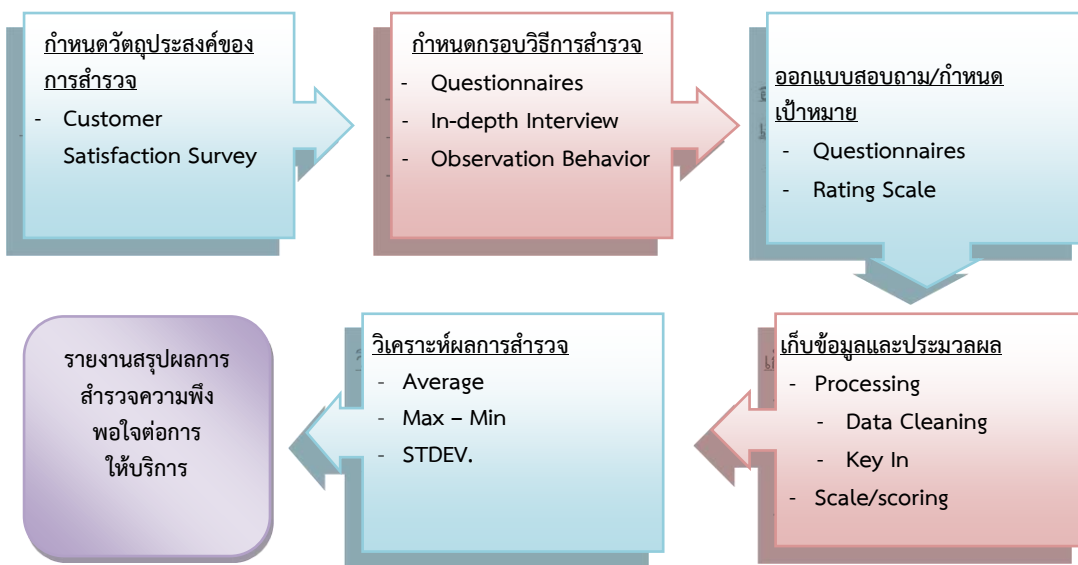 กำหนดวัตถุประสงค์ของ
การสำรวจ
- Customer
Satisfaction Survey
กำหนดกรอบวิธีการสำรวจ
- Questionnaires
- In-depth Interview
- Observation Behavior
ออกแบบสอบถาม/กำหนด
เป้าหมาย
- Questionnaires
- Rating Scale
เก็บข้อมูลและประมวลผล
- Processing
- Data Cleaning
- Key In
- Scale/scoring
วิเคราะห์ผลการสำรวจ
- Average
- Max – Min
- STDEV.
รายงานสรุปผลการ
สำรวจความพึง
พอใจต่อการ
ให้บริการ